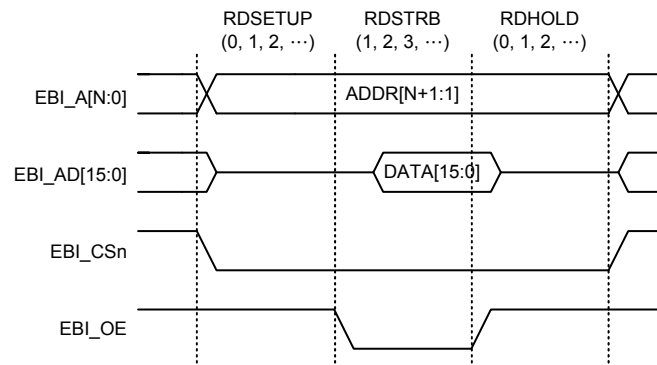 RDSETUP RDSTRB RDHOLD
(0, 1, 2, ⋯) (1, 2, 3, ⋯) (0, 1, 2, ⋯)
EBI_A[N:0] ADDR[N+1:1]
EBI_AD[15:0] DATA[15:0]
EBI_CSn
EBI_OE